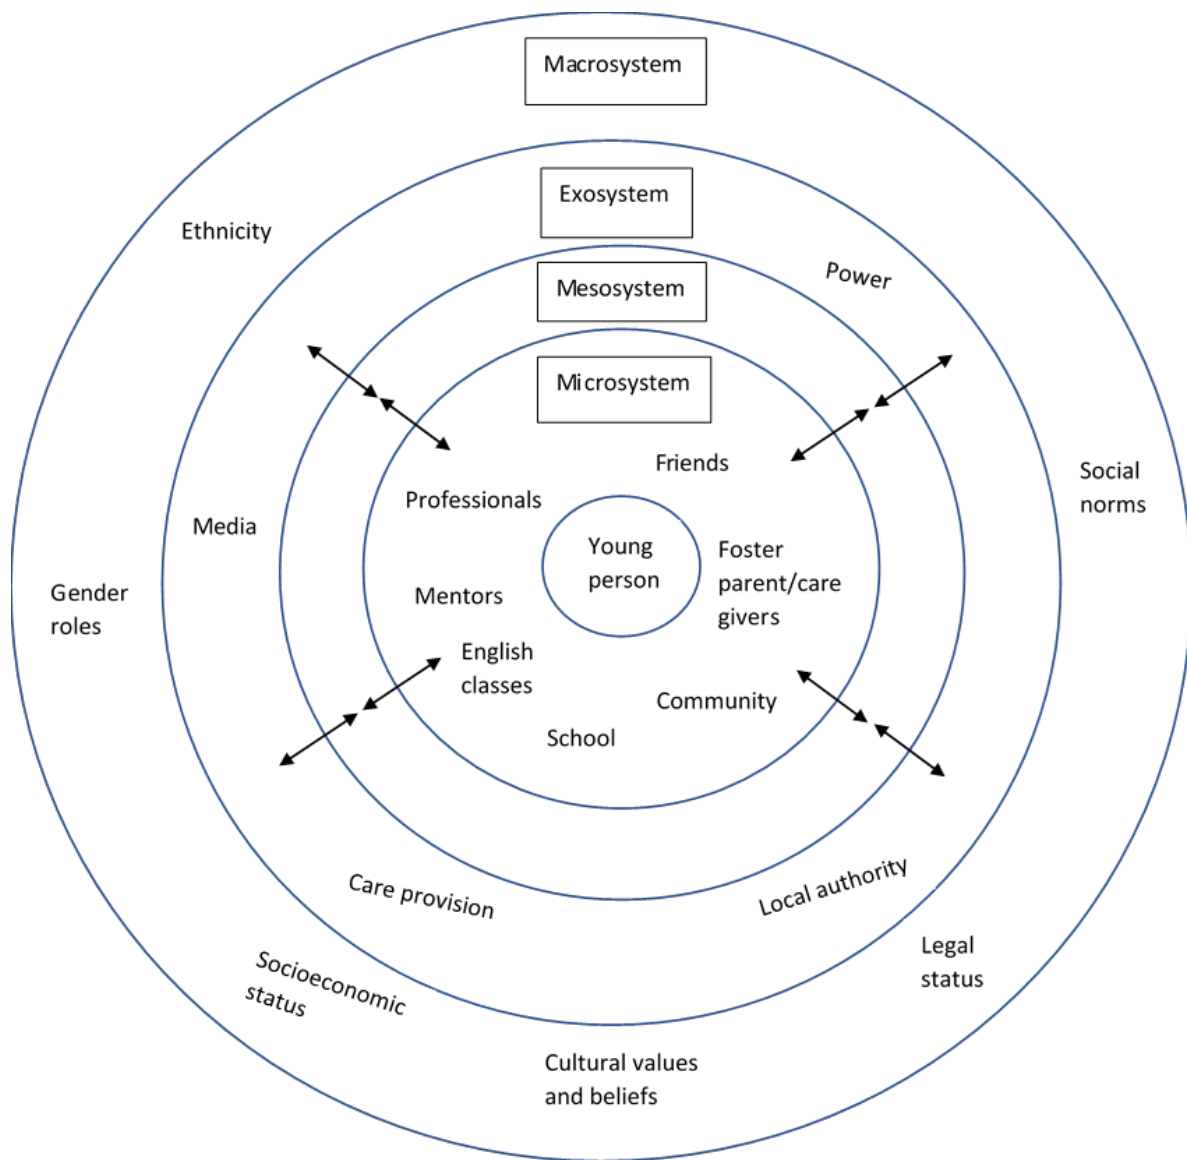 Macrosystem
Exosystem
Ethnicity
Power
Mesosystem
Microsystem
Friends
Social
norms
Professionals
Media
Young
person
Foster
parent/care
givers
Gender
roles
Mentors
English
classes
Community
School
Care provision
Local authority
Legal
status
Socioeconomic
status
Cultural values
and beliefs